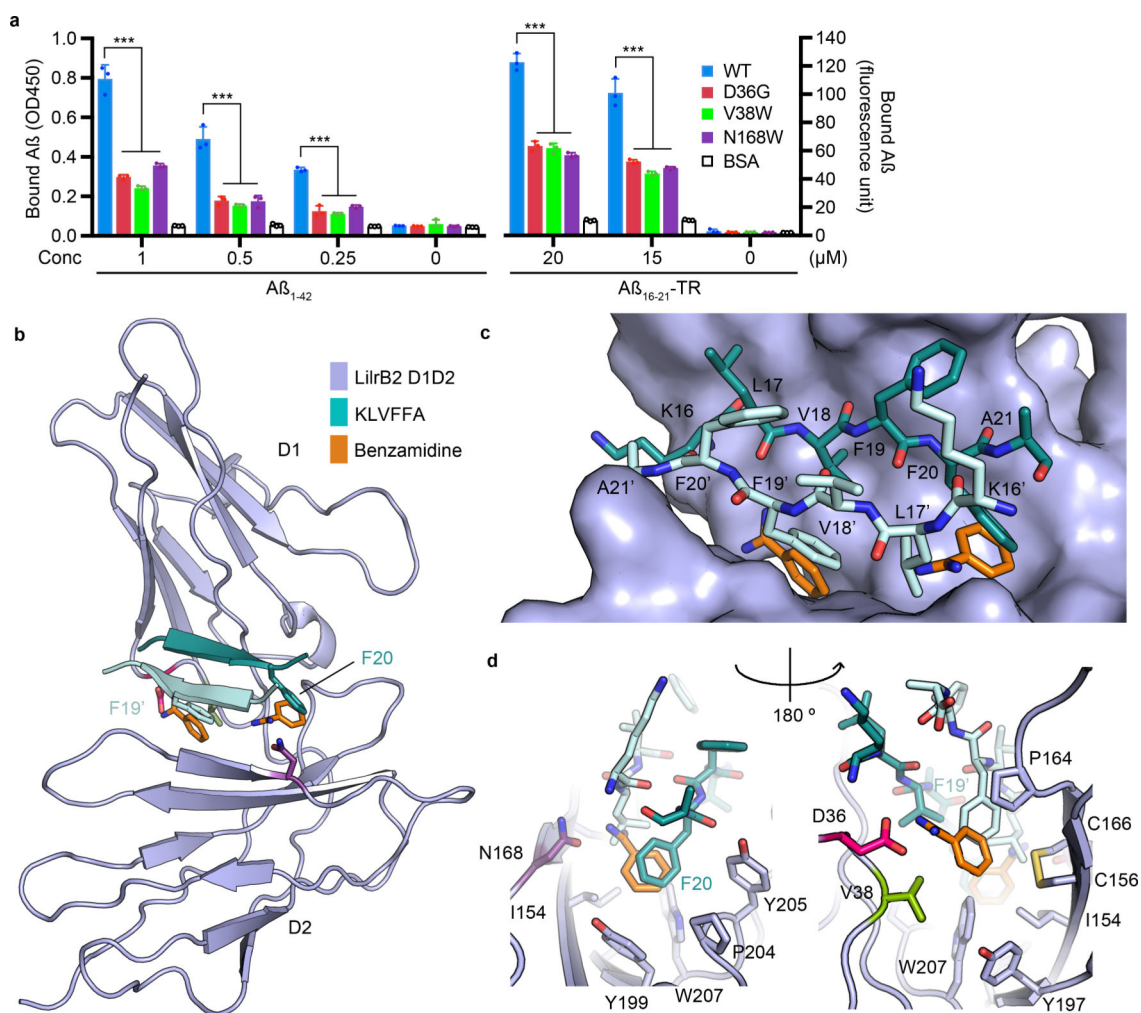 a
Bound Aß (OD450)
1.0
0.8
0.6
0.4
0.2
0.0
***
***
***
Conc
1
0.5
0.25
0
Aß1-42
***
***
20
15
0
(µM)
Aß16-21-TR
140
120
100
80
60
40
20
0
Bound Aß
(fluorescence unit)
WT
D36G
V38W
N168W
BSA
b
LilrB2 D1D2
KLVFFA
Benzamidine
D1
F20
F19'
D2
c
L17
K16
V18
A21
F19
F20
A21'
F20'
F19'
K16'
V18'
L17'
d
180 º
N168
I154
F20
Y205
P204
Y199
W207
P164
F19'
D36
C166
V38
C156
I154
W207
Y197